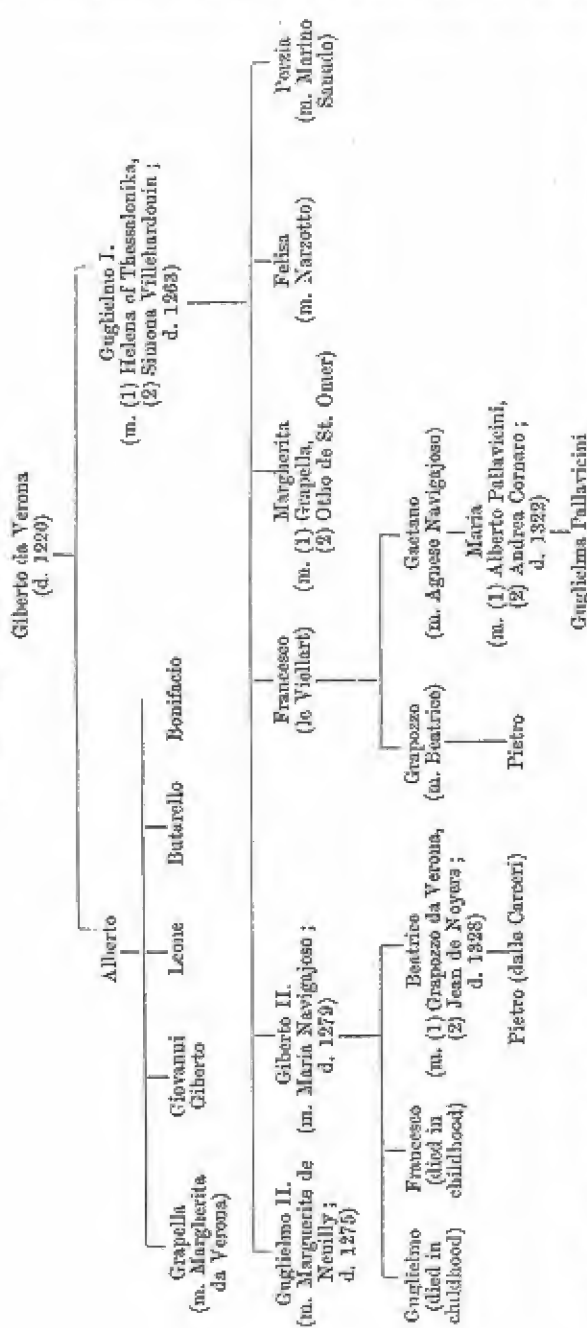 Giberto da Verona
(d. 1220)
Alberto
Guglielmo I.
(m. (1) Helena of Thessalonika,
(2) Simona Villehardouin ;
d. 1263)
Grapella
(m. Margherita
da Verona)
Giovanni
Giberto
Leone
Butarello
Bonifacio
Guglielmo II.
(m. Marguerite de
Neuilly ;
d. 1275)
Giberto II.
(m. Maria Navigajoso ;
d. 1279)
Francesco
(le Viellart)
Margherita
(m. (1) Grapella,
(2) Otho de St. Omer)
Felisa
(m. Narzotto)
Porzia
(m. Marino
Sanudo)
Guglielmo
(died in
childhood)
Francesco
(died in
childhood)
Beatrice
(m. (1) Grapozzo da Verona,
(2) Jean de Noyers ;
d. 1328)
Grapozzo
(m. Beatrice)
Gaetano
(m. Agnese Navigajoso)
Pietro (dalle Carceri)
Pietro
Maria
(m. (1) Alberto Pallavicini,
(2) Andrea Cornaro ;
d. 1322)
Guglielma Pallavicini